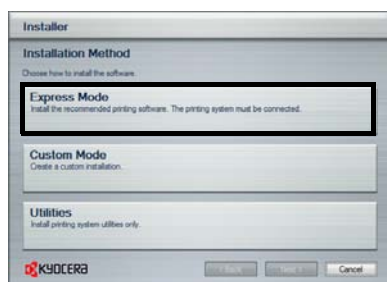 Installer
Installation Method
Choose how to install the software.
Express Mode
Install the recommended printing software. The printing system must be connected.
Custom Mode
Create a custom installation.
Utilities
Install printing system utilities only.
KYOCERA
< Back Next > Cancel